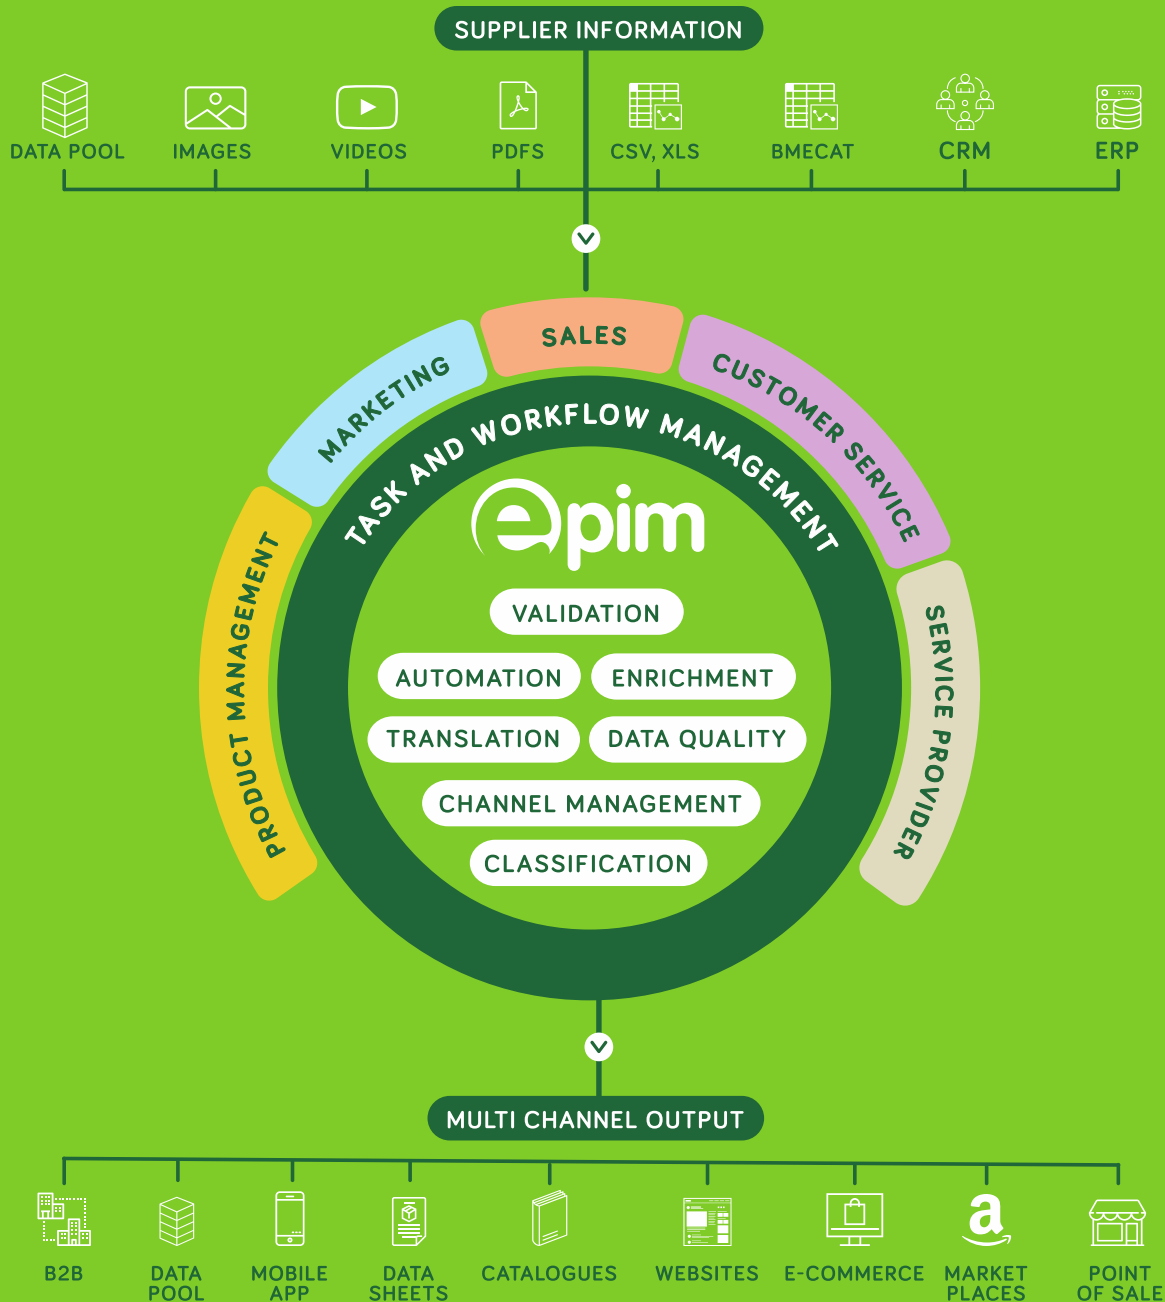 SUPPLIER INFORMATION
DATA POOL
IMAGES
VIDEOS
PDFS
CSV, XLS
BMECAT
CRM
ERP
PRODUCT MANAGEMENT
MARKETING
SALES
CUSTOMER SERVICE
SERVICE PROVIDER
TASK AND WORKFLOW MANAGEMENT
epim
VALIDATION
AUTOMATION
ENRICHMENT
TRANSLATION
DATA QUALITY
CHANNEL MANAGEMENT
CLASSIFICATION
MULTI CHANNEL OUTPUT
a
B2B
DATA
POOL
MOBILE
APP
DATA
SHEETS
CATALOGUES
WEBSITES
E-COMMERCE
MARKET
PLACES
POINT
OF SALE